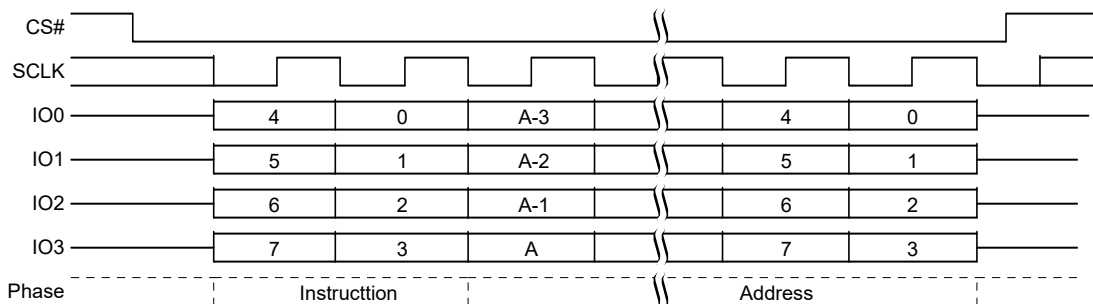 CS#
SCLK
IO0 4 0 A-3 4 0
IO1 5 1 A-2 5 1
IO2 6 2 A-1 6 2
IO3 7 3 A 7 3
Phase Instructtion Address